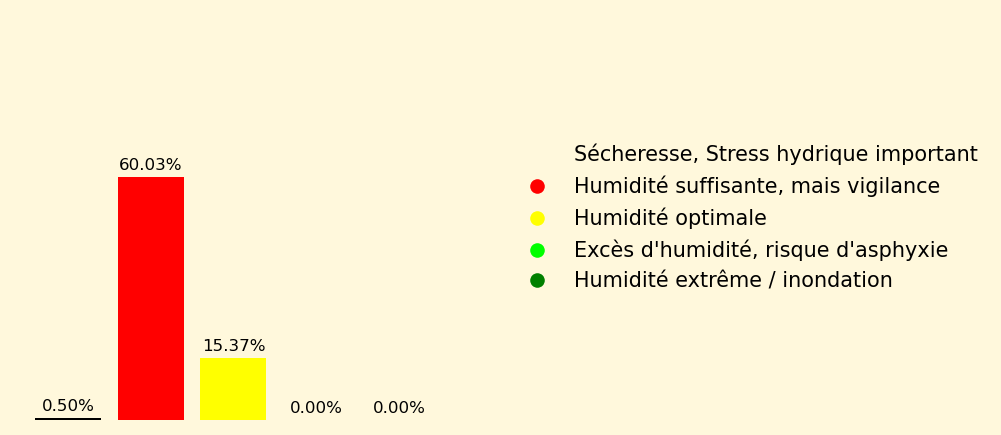 60.03%
15.37%
0.50%
0.00%
0.00%
Sécheresse, Stress hydrique important
Humidité suffisante, mais vigilance
Humidité optimale
Excès d'humidité, risque d'asphyxie
Humidité extrême / inondation